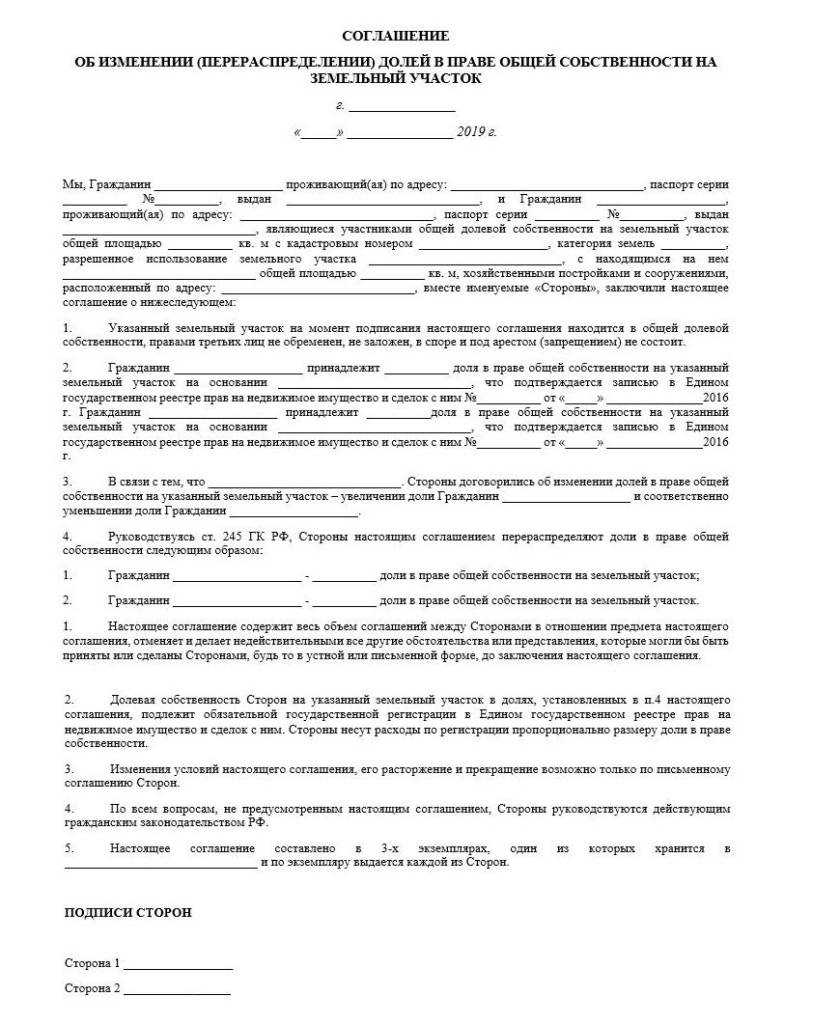 СОГЛАШЕНИЕ
ОБ ИЗМЕНЕНИИ (ПЕРЕРАСПРЕДЕЛЕНИИ) ДОЛЕЙ В ПРАВЕ ОБЩЕЙ СОБСТВЕННОСТИ НА
ЗЕМЕЛЬНЫЙ УЧАСТОК
г. ________________
«_____» ________________ 2019 г.
Мы, Гражданин ____________________ проживающий(ая) по адресу: ______________________________, паспорт серии
__________ №__________, выдан ______________________________, и Гражданин ____________________,
проживающий(ая) по адресу: ______________________________, паспорт серии __________ №__________, выдан
______________________________, являющиеся участниками общей долевой собственности на земельный участок
общей площадью __________ кв. м с кадастровым номером ____________________, категория земель __________,
разрешенное использование земельного участка ______________________________, с находящимся на нем
______________________________ общей площадью __________ кв. м, хозяйственными постройками и сооружениями,
расположенный по адресу: ______________________________, вместе именуемые «Стороны», заключили настоящее
соглашение о нижеследующем:
1. Указанный земельный участок на момент подписания настоящего соглашения находится в общей долевой
собственности, правами третьих лиц не обременен, не заложен, в споре и под арестом (запрещением) не состоит.
2. Гражданин ____________________ принадлежит __________ доля в праве общей собственности на указанный
земельный участок на основании ______________________________, что подтверждается записью в Едином
государственном реестре прав на недвижимое имущество и сделок с ним №__________ от «_____» _______________2016
г. Гражданин ____________________ принадлежит __________доля в праве общей собственности на указанный
земельный участок на основании ______________________________, что подтверждается записью в Едином
государственном реестре прав на недвижимое имущество и сделок с ним №__________ от «_____» _______________2016
г.
3. В связи с тем, что ______________________________. Стороны договорились об изменении долей в праве общей
собственности на указанный земельный участок – увеличении доли Гражданин ____________________ и соответственно
уменьшении доли Гражданин ____________________.
4. Руководствуясь ст. 245 ГК РФ, Стороны настоящим соглашением перераспределяют доли в праве общей
собственности следующим образом:
1. Гражданин ____________________ - __________ доли в праве общей собственности на земельный участок;
2. Гражданин ____________________ - __________ доли в праве общей собственности на земельный участок.
1. Настоящее соглашение содержит весь объем соглашений между Сторонами в отношении предмета настоящего
соглашения, отменяет и делает недействительными все другие обстоятельства или представления, которые могли бы быть
приняты или сделаны Сторонами, будь то в устной или письменной форме, до заключения настоящего соглашения.
2. Долевая собственность Сторон на указанный земельный участок в долях, установленных в п.4 настоящего
соглашения, подлежит обязательной государственной регистрации в Едином государственном реестре прав на
недвижимое имущество и сделок с ним. Стороны несут расходы по регистрации пропорционально размеру доли в праве
собственности.
3. Изменения условий настоящего соглашения, его расторжение и прекращение возможно только по письменному
соглашению Сторон.
4. По всем вопросам, не предусмотренным настоящим соглашением, Стороны руководствуются действующим
гражданским законодательством РФ.
5. Настоящее соглашение составлено в 3-х экземплярах, один из которых хранится в
______________________________ и по экземпляру выдается каждой из Сторон.
ПОДПИСИ СТОРОН
Сторона 1 _________________
Сторона 2 _________________